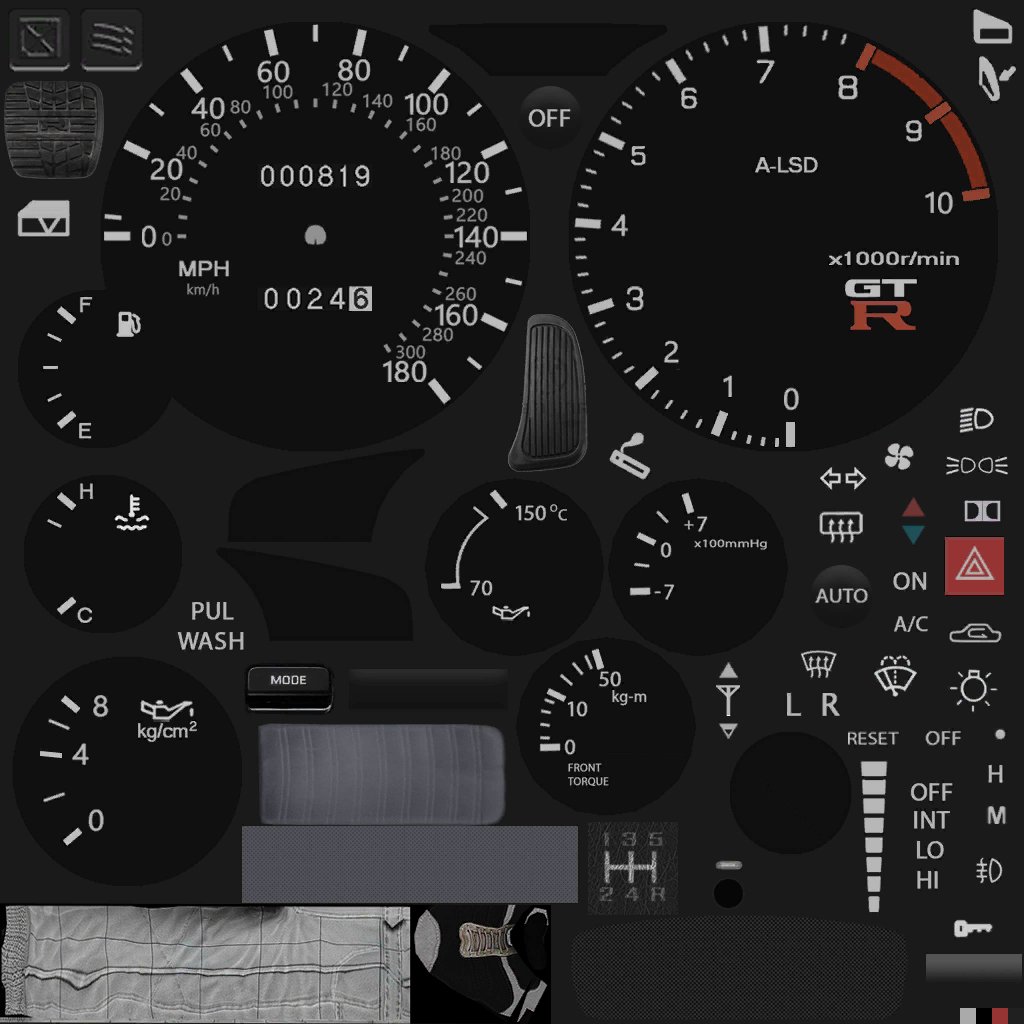 60
80
100
120
40
80
140
100
60
160
20
40
180
120
20
200
220
0
0
140
240
260
160
280
300
180
000819
MPH
km/h
00246
OFF
7
8
6
9
5
A-LSD
10
4
x1000r/min
GT
R
3
2
1
0
F
E
H
C
PUL
WASH
150°C
70
+7
x100mmHg
0
-7
AUTO
ON
A/C
8
kg/cm²
4
0
MODE
50
kg-m
10
0
FRONT
TORQUE
L R
RESET
OFF
H
OFF
INT
M
LO
HI
1 3 5
2 4 R